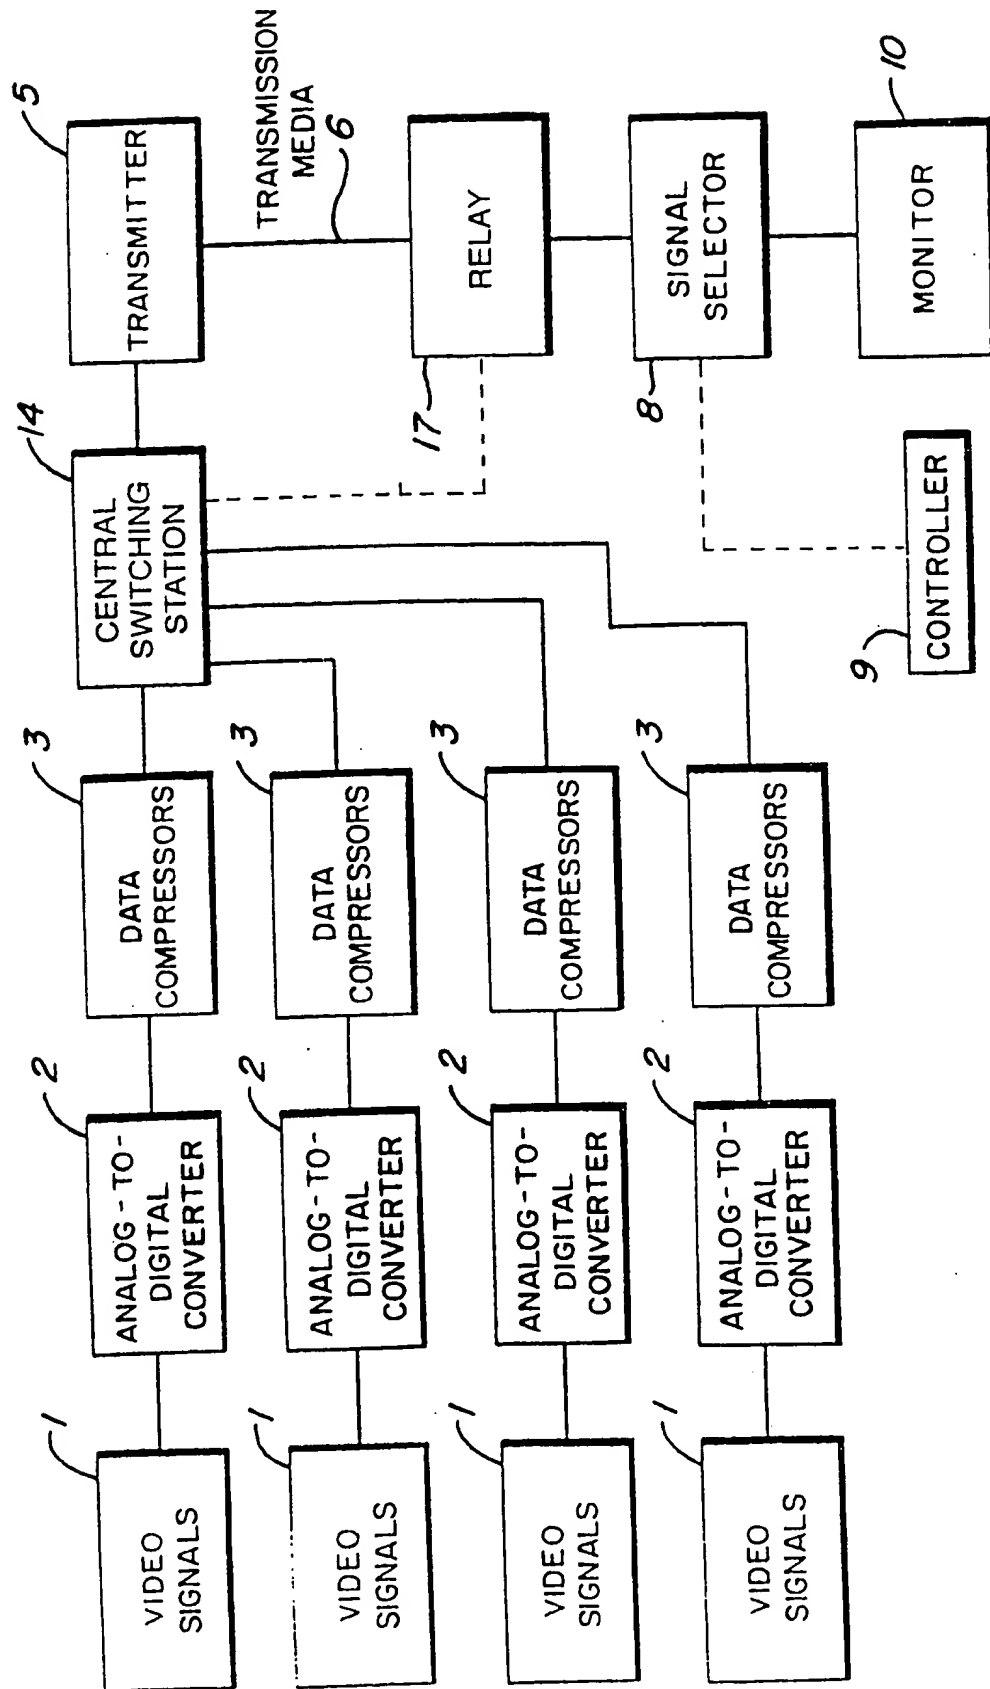 1
VIDEO
SIGNALS
2
ANALOG-TO-
DIGITAL
CONVERTER
3
DATA
COMPRESSORS
14
CENTRAL
SWITCHING
STATION
5
TRANSMITTER
1
VIDEO
SIGNALS
2
ANALOG-TO-
DIGITAL
CONVERTER
3
DATA
COMPRESSORS
TRANSMISSION
MEDIA
6
1
VIDEO
SIGNALS
2
ANALOG-TO-
DIGITAL
CONVERTER
3
DATA
COMPRESSORS
17
RELAY
1
VIDEO
SIGNALS
2
ANALOG-TO-
DIGITAL
CONVERTER
3
DATA
COMPRESSORS
8
SIGNAL
SELECTOR
9
CONTROLLER
10
MONITOR